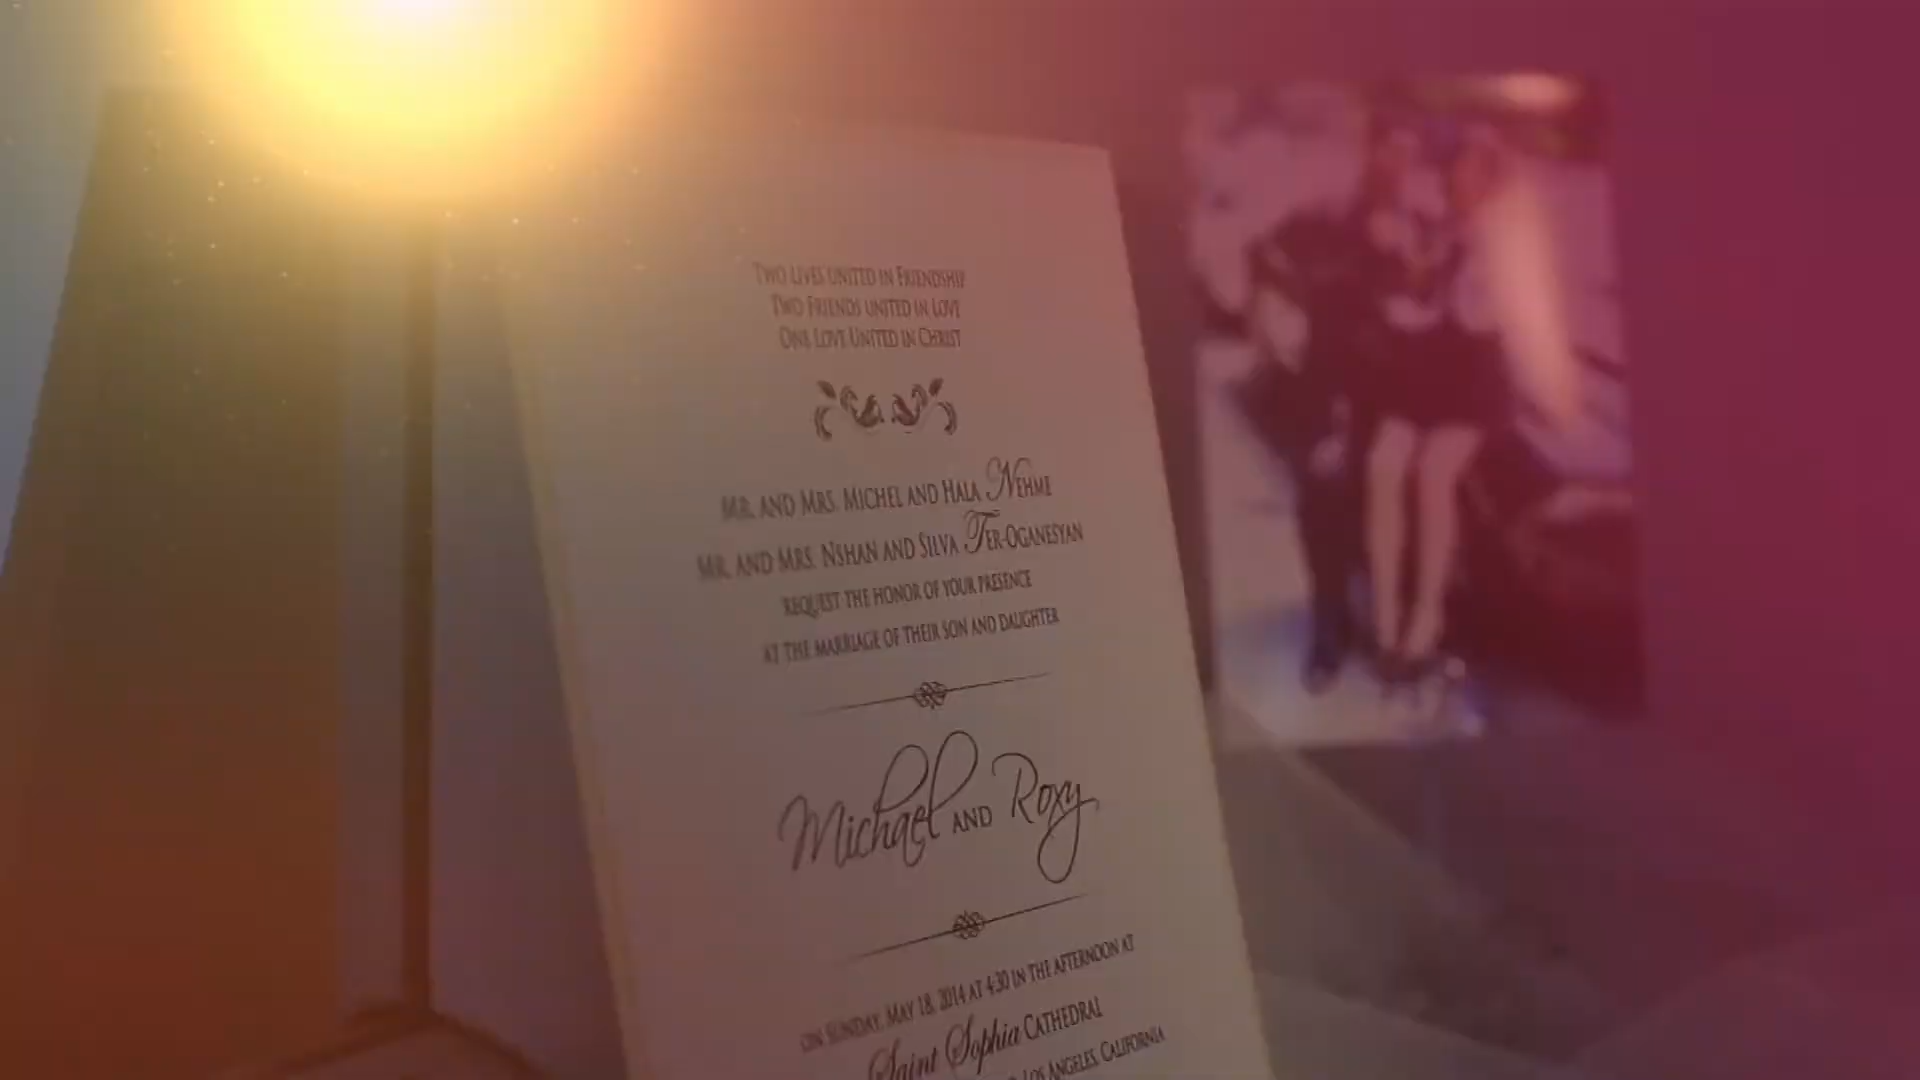 Two Lives united in Friendship
Two Friends united in Love
One Love United in Christ
Mr. and Mrs. Michel and Hala Nehme
Mr. and Mrs. Nshan and Silva Ter-Oganesyan
request the honor of your presence
at the marriage of their son and daughter
Michael and Roxy
on Sunday, May 18, 2014 at 4:30 in the afternoon at
Saint Sophia Cathedral
Los Angeles, California